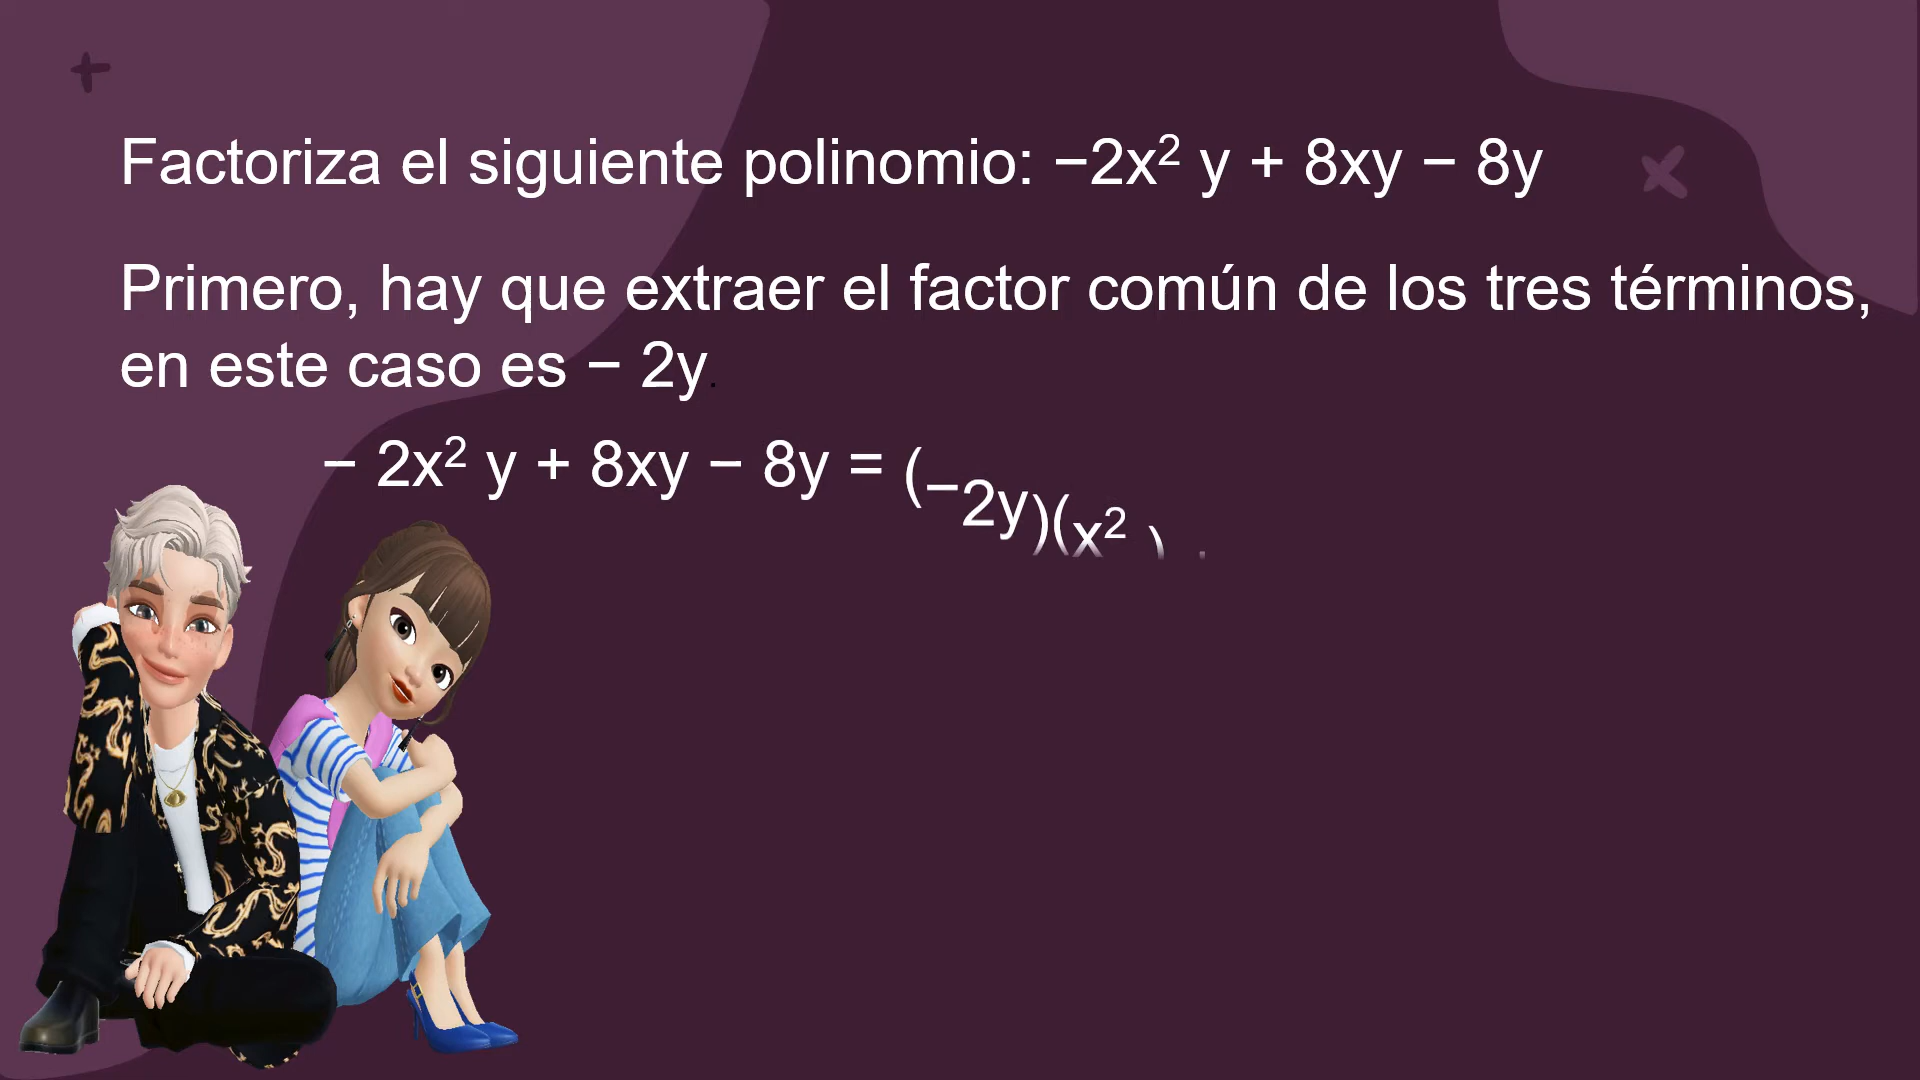 Factoriza el siguiente polinomio: −2x² y + 8xy − 8y
Primero, hay que extraer el factor común de los tres términos,
en este caso es − 2y.
− 2x² y + 8xy − 8y = (−2y)(x² )